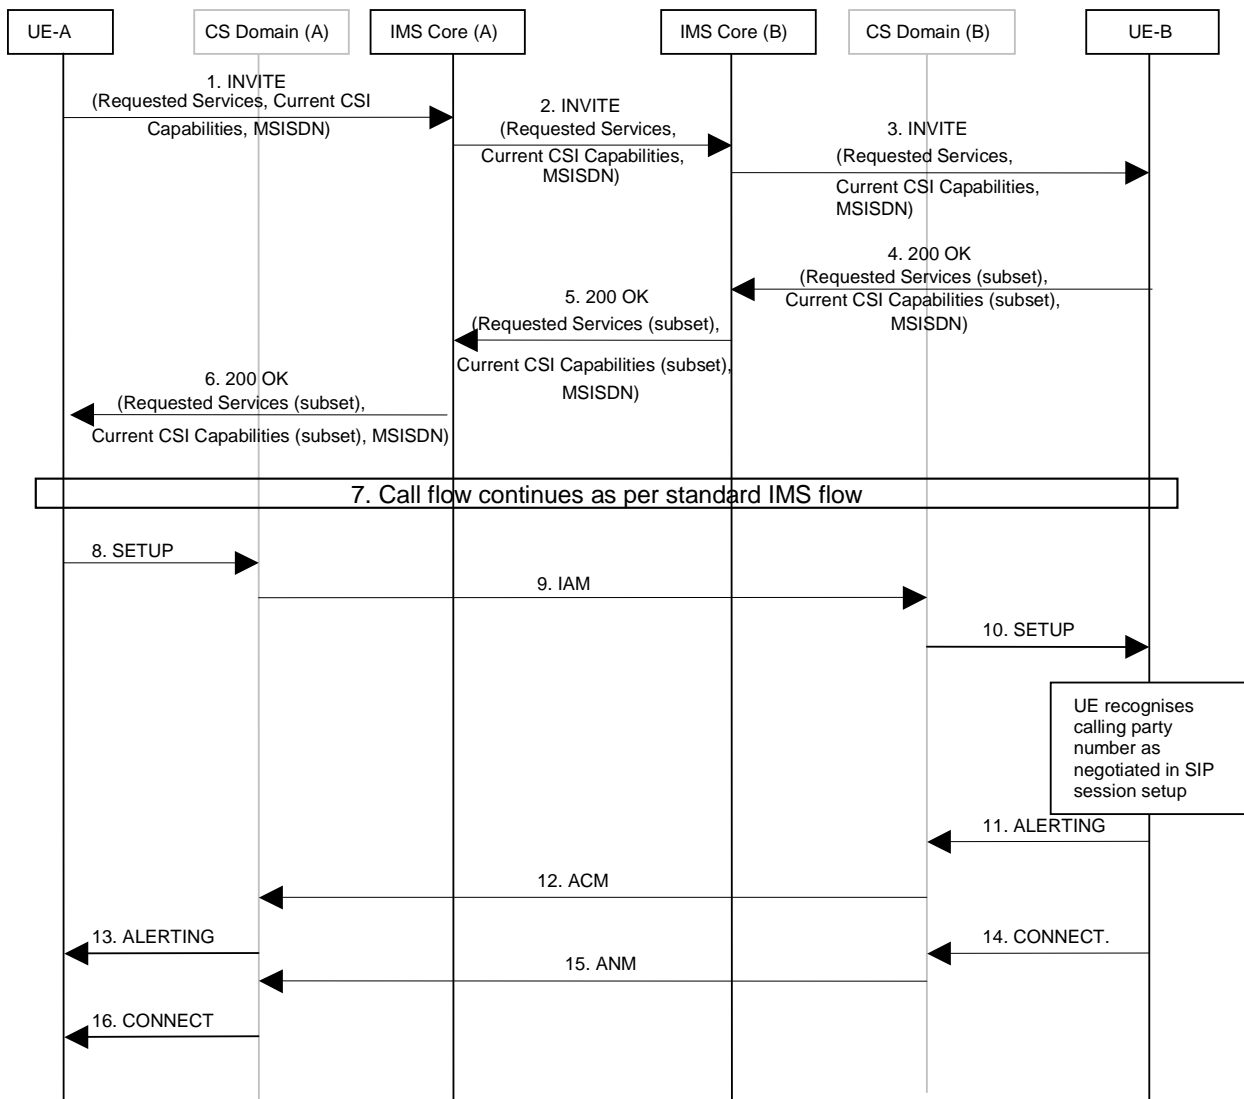 UE-A
CS Domain (A)
IMS Core (A)
IMS Core (B)
CS Domain (B)
UE-B
1. INVITE
(Requested Services, Current CSI
Capabilities, MSISDN)
2. INVITE
(Requested Services,
Current CSI Capabilities,
MSISDN)
3. INVITE
(Requested Services,
Current CSI Capabilities,
MSISDN)
4. 200 OK
(Requested Services (subset),
Current CSI Capabilities (subset),
MSISDN)
5. 200 OK
(Requested Services (subset),
Current CSI Capabilities (subset),
MSISDN)
6. 200 OK
(Requested Services (subset),
Current CSI Capabilities (subset), MSISDN)
7. Call flow continues as per standard IMS flow
8. SETUP
9. IAM
10. SETUP
UE recognises
calling party
number as
negotiated in SIP
session setup
11. ALERTING
12. ACM
13. ALERTING
14. CONNECT.
15. ANM
16. CONNECT